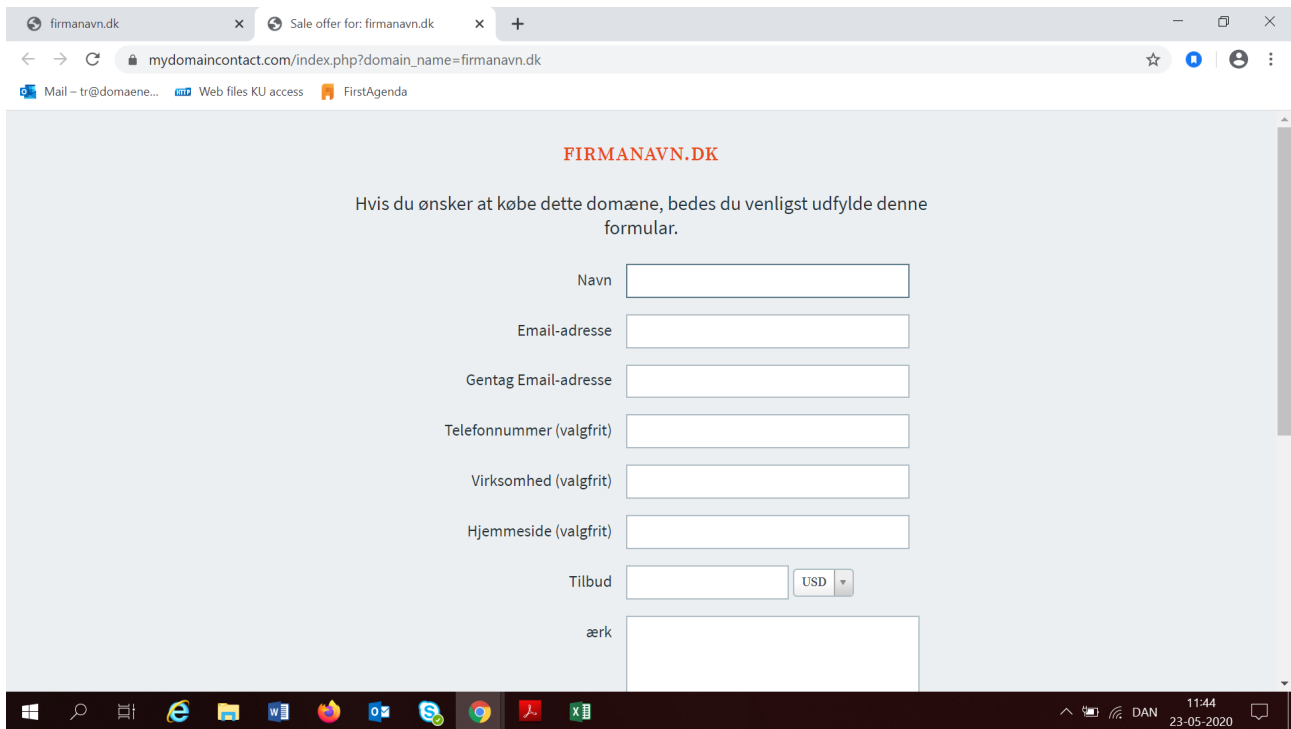 firmanavn.dk
Sale offer for: firmanavn.dk
mydomaincontact.com/index.php?domain_name=firmanavn.dk
Mail – tr@domaene... Web files KU access FirstAgenda
FIRMANAVN.DK
Hvis du ønsker at købe dette domæne, bedes du venligst udfylde denne
formular.
Navn
Email-adresse
Gentag Email-adresse
Telefonnummer (valgfrit)
Virksomhed (valgfrit)
Hjemmeside (valgfrit)
Tilbud USD
ærk
DAN
11:44
23-05-2020